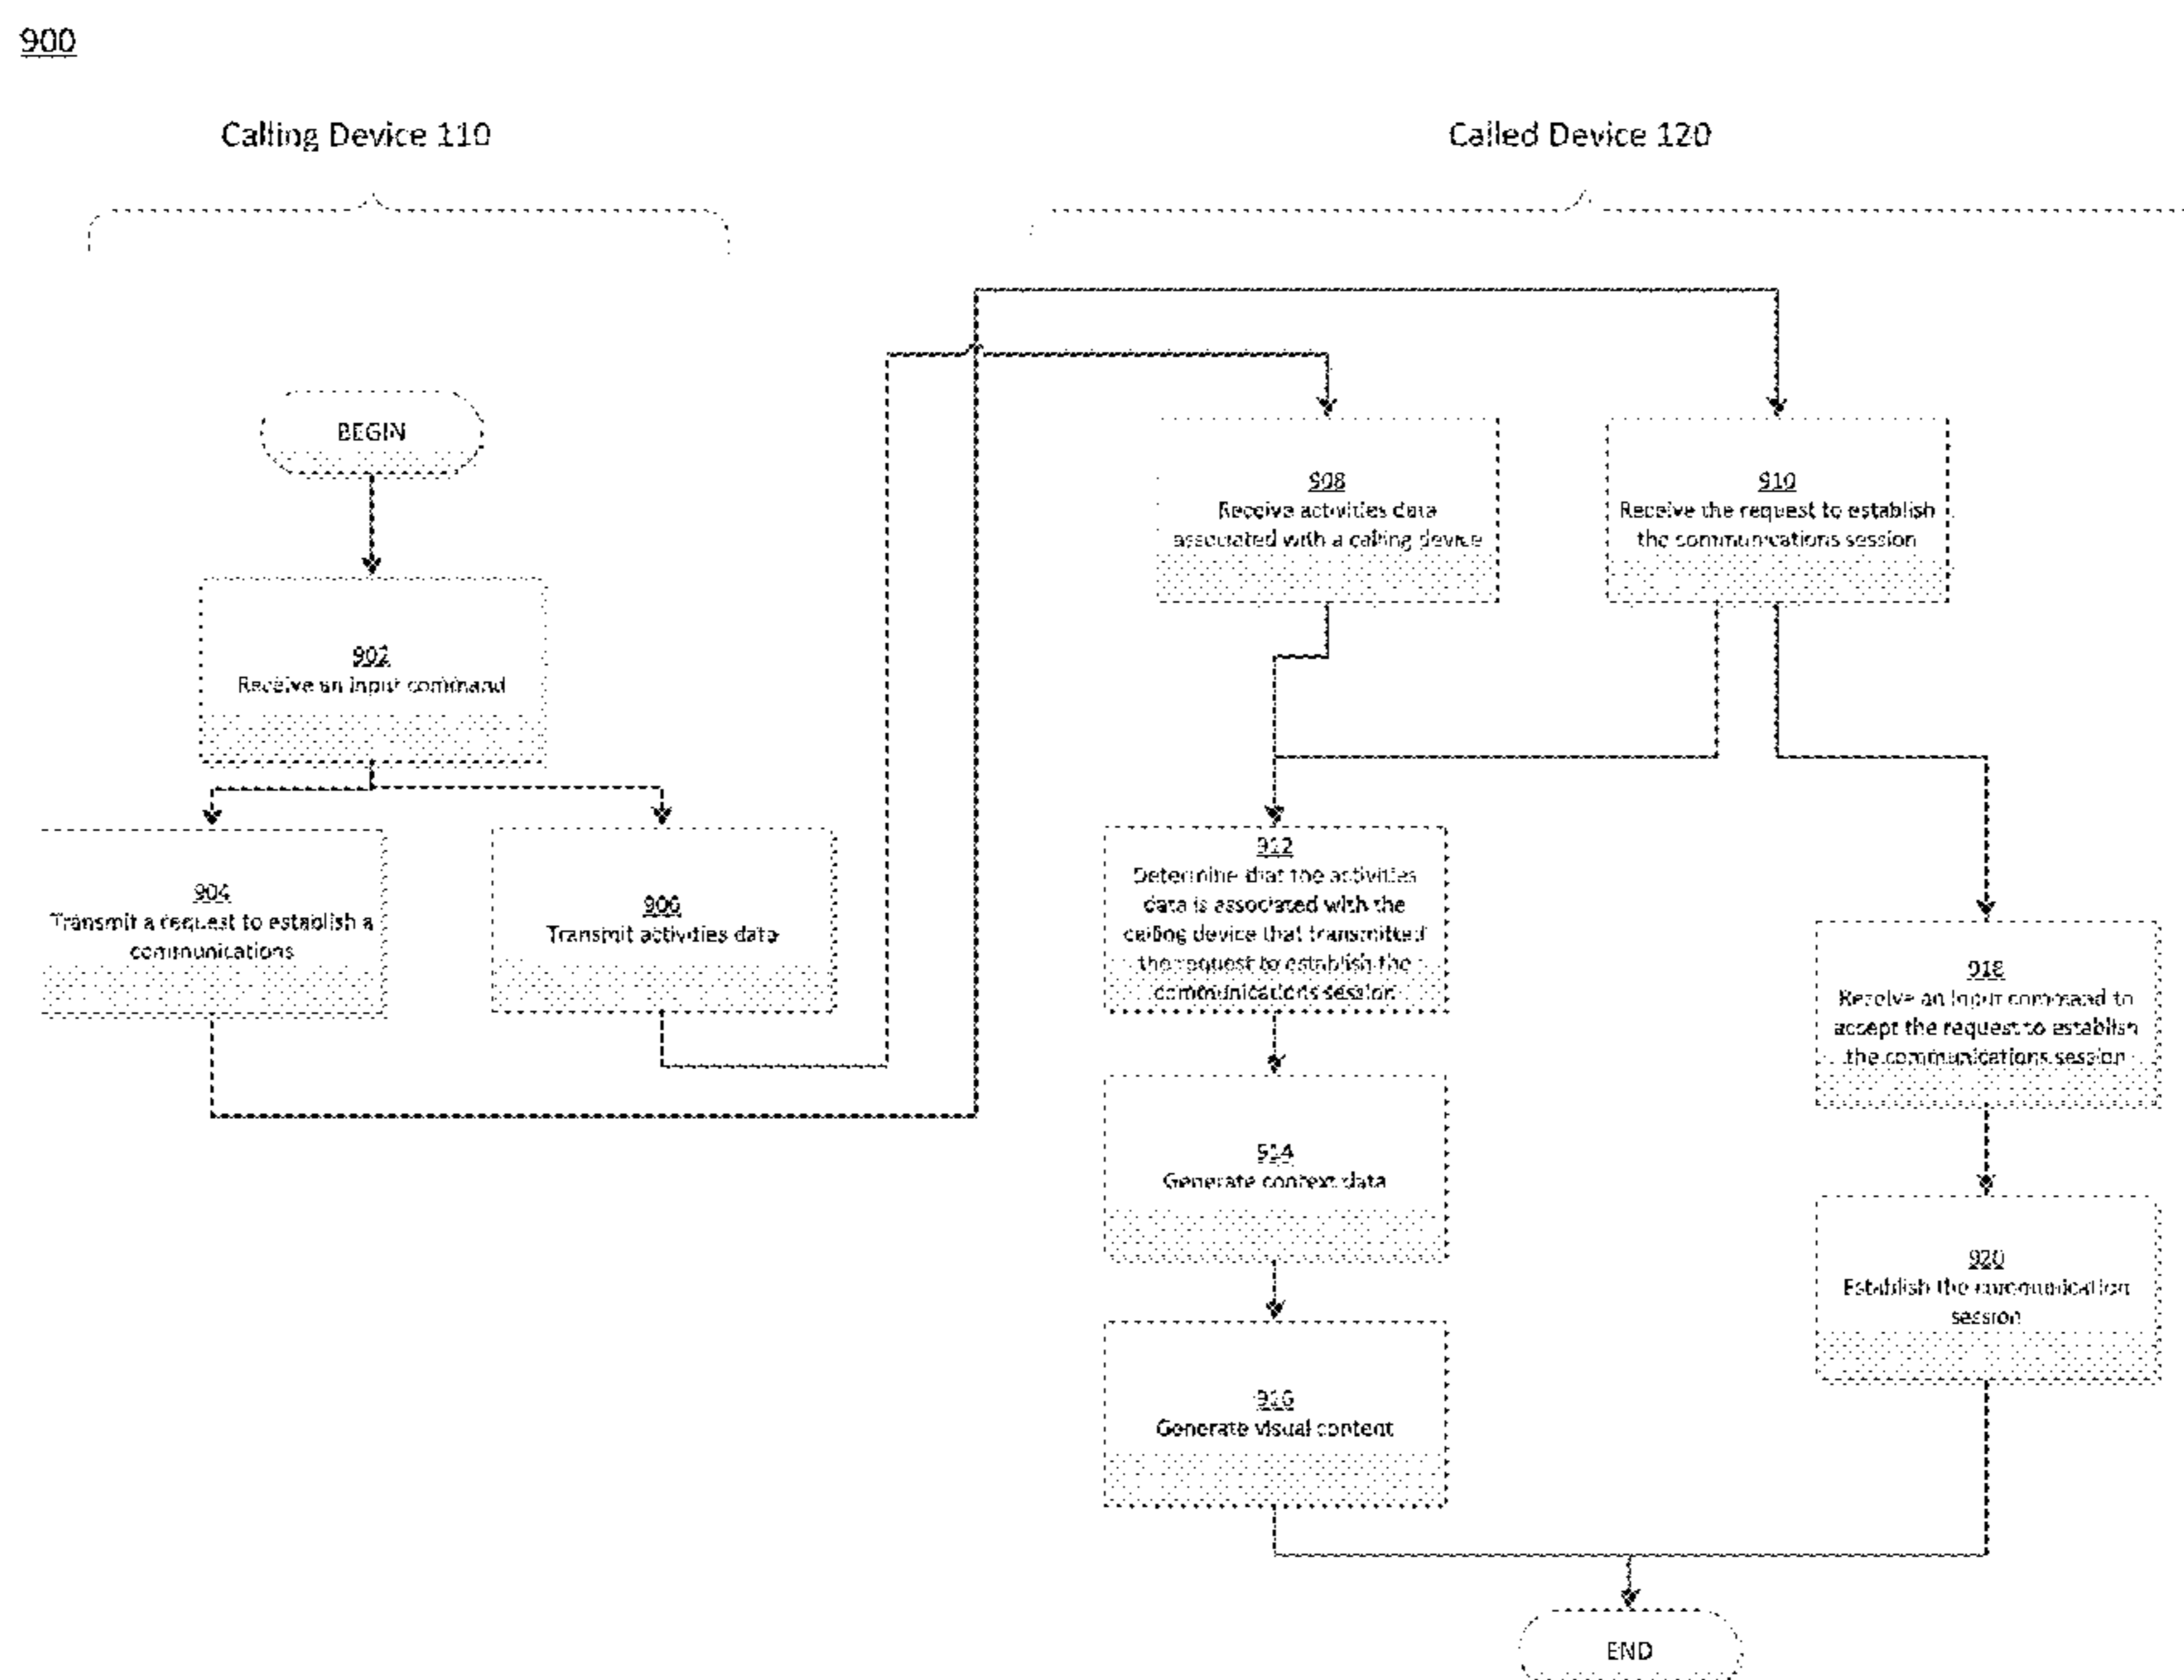 900
Calling Device 110
Called Device 120
BEGIN
902
Receive an input command
904
Transmit a request to establish a
communications
906
Transmit activities data
908
Receive activities data
associated with a calling device
910
Receive the request to establish
the communications session
912
Determine that the activities
data is associated with the
calling device that transmitted
the request to establish the
communications session
914
Generate context data
916
Generate visual content
918
Receive an input command to
accept the request to establish
the communications session
920
Establish the communication
session
END